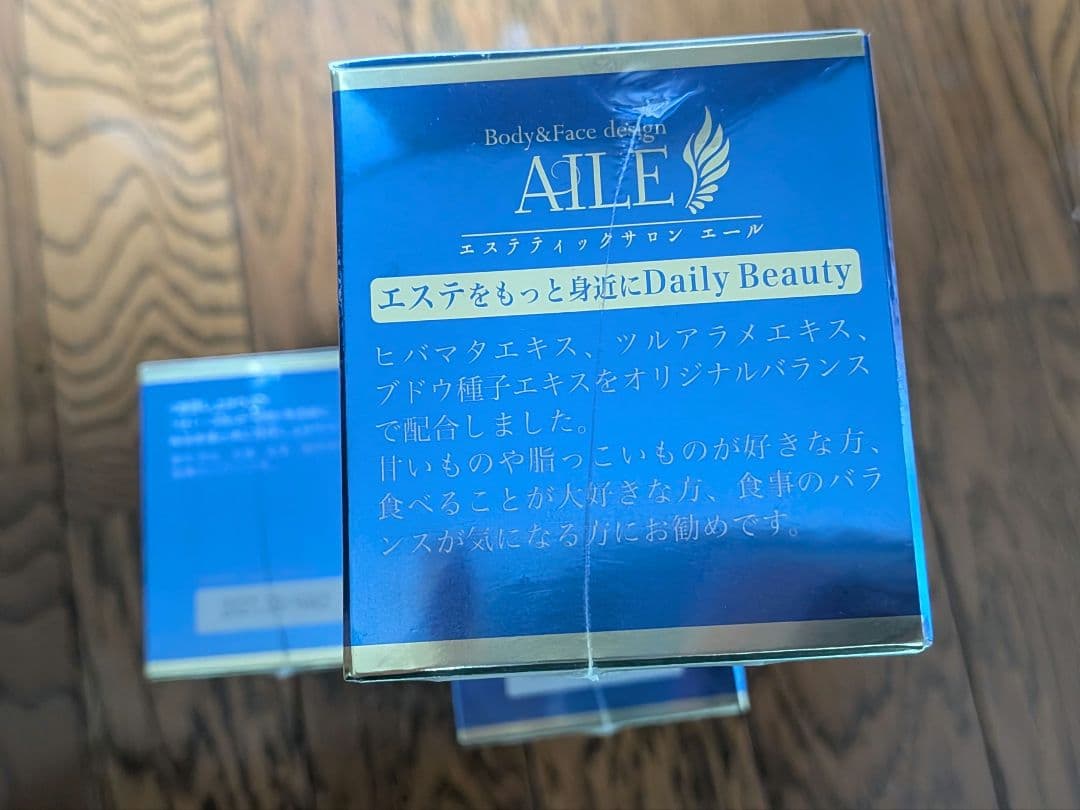 Body&Face design
AILE
エステティックサロン エール
エステをもっと身近にDaily Beauty
ヒバマタエキス、ツルアラメエキス、
ブドウ種子エキスをオリジナルバランス
で配合しました。
甘いものや脂っこいものが好きな方、
食べることが大好きな方、食事のバラ
ンスが気になる方にお勧めです。